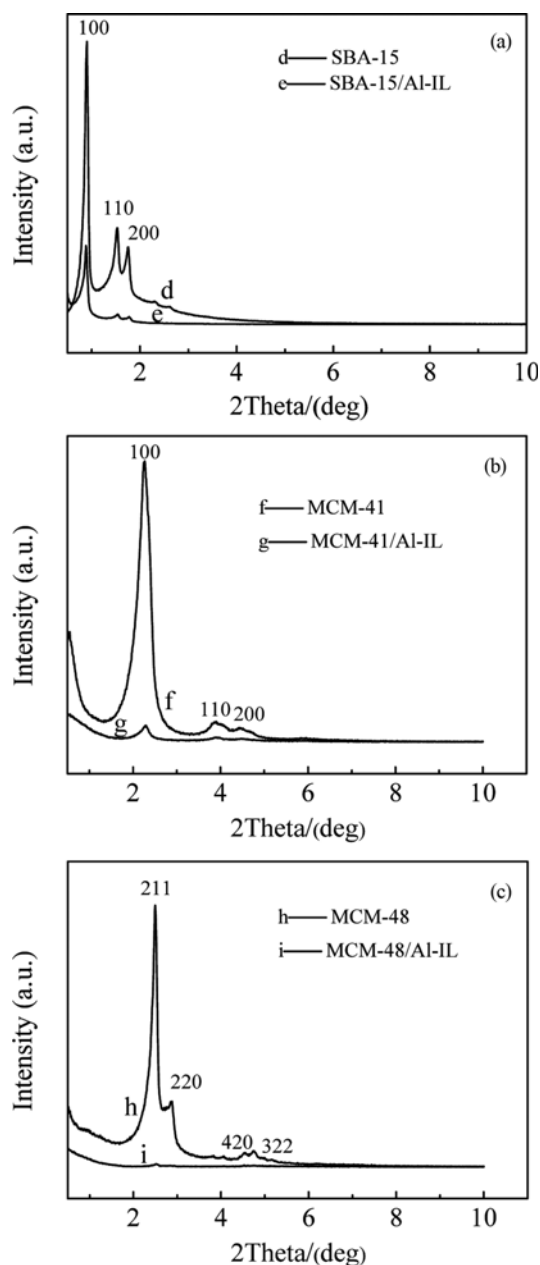 100
(a)
d SBA-15
e SBA-15/Al-IL
110
200
d
e
Intensity (a.u.)
2 4 6 8 10
2Theta/(deg)
100
(b)
f MCM-41
g MCM-41/Al-IL
f
g
110
200
Intensity (a.u.)
2 4 6 8 10
2Theta/(deg)
211
(c)
h MCM-48
i MCM-48/Al-IL
220
h
420
322
i
Intensity (a.u.)
2 4 6 8 10
2Theta/(deg)